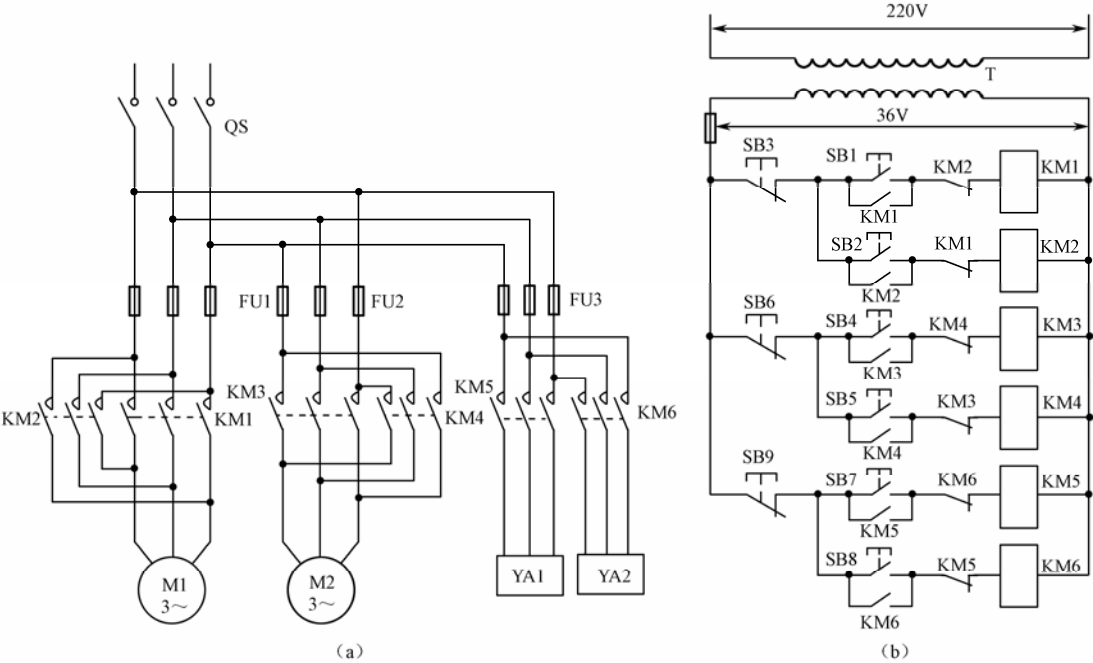 QS
FU1
FU2
FU3
KM2
KM1
KM3
KM4
KM5
KM6
M1
3～
M2
3～
YA1
YA2
（a）
220V
T
36V
SB3
SB1
KM2
KM1
KM1
SB2
KM1
KM2
KM2
SB6
SB4
KM4
KM3
KM3
SB5
KM3
KM4
KM4
SB9
SB7
KM6
KM5
KM5
SB8
KM5
KM6
KM6
（b）